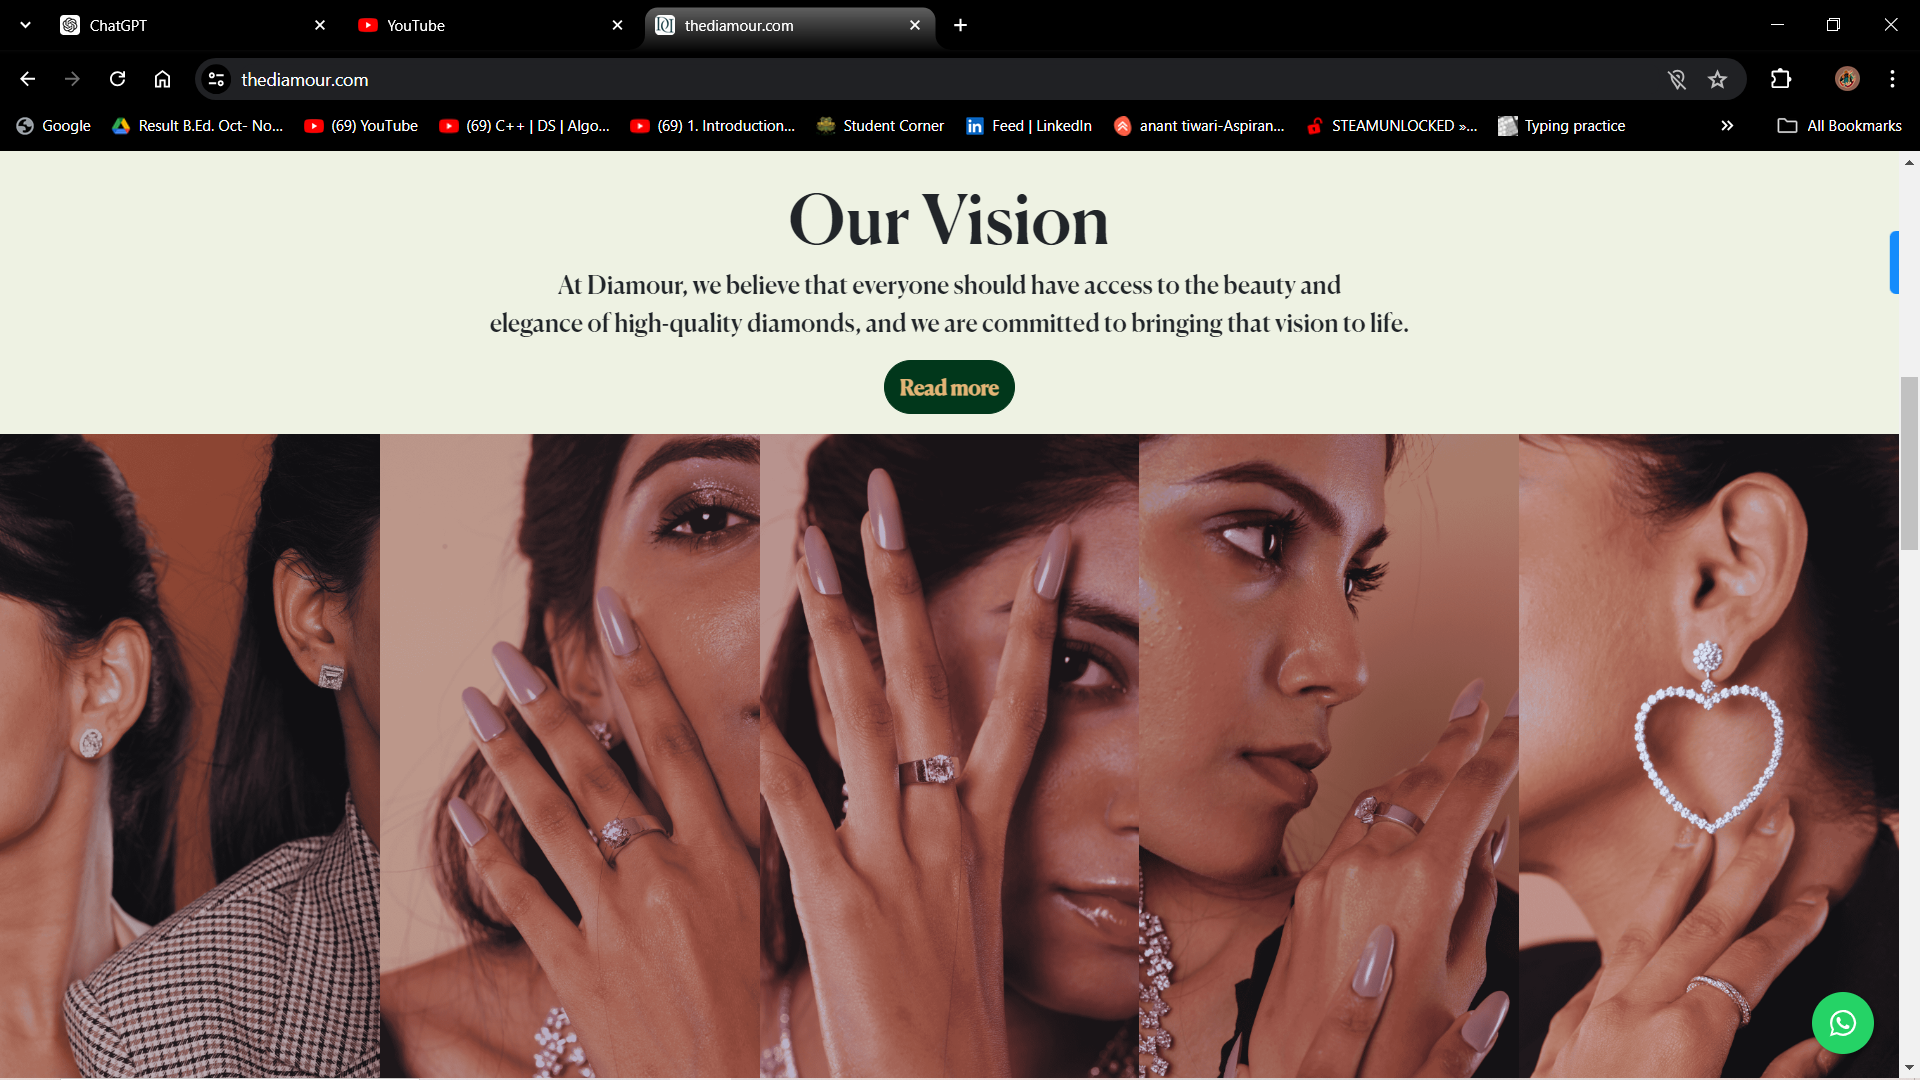 ChatGPT
YouTube
thediamour.com
thediamour.com
Google
Result B.Ed. Oct- No...
(69) YouTube
(69) C++ | DS | Algo...
(69) 1. Introduction...
Student Corner
Feed | LinkedIn
anant tiwari-Aspiran...
STEAMUNLOCKED »...
Typing practice
All Bookmarks
Our Vision
At Diamour, we believe that everyone should have access to the beauty and
elegance of high-quality diamonds, and we are committed to bringing that vision to life.
Read more